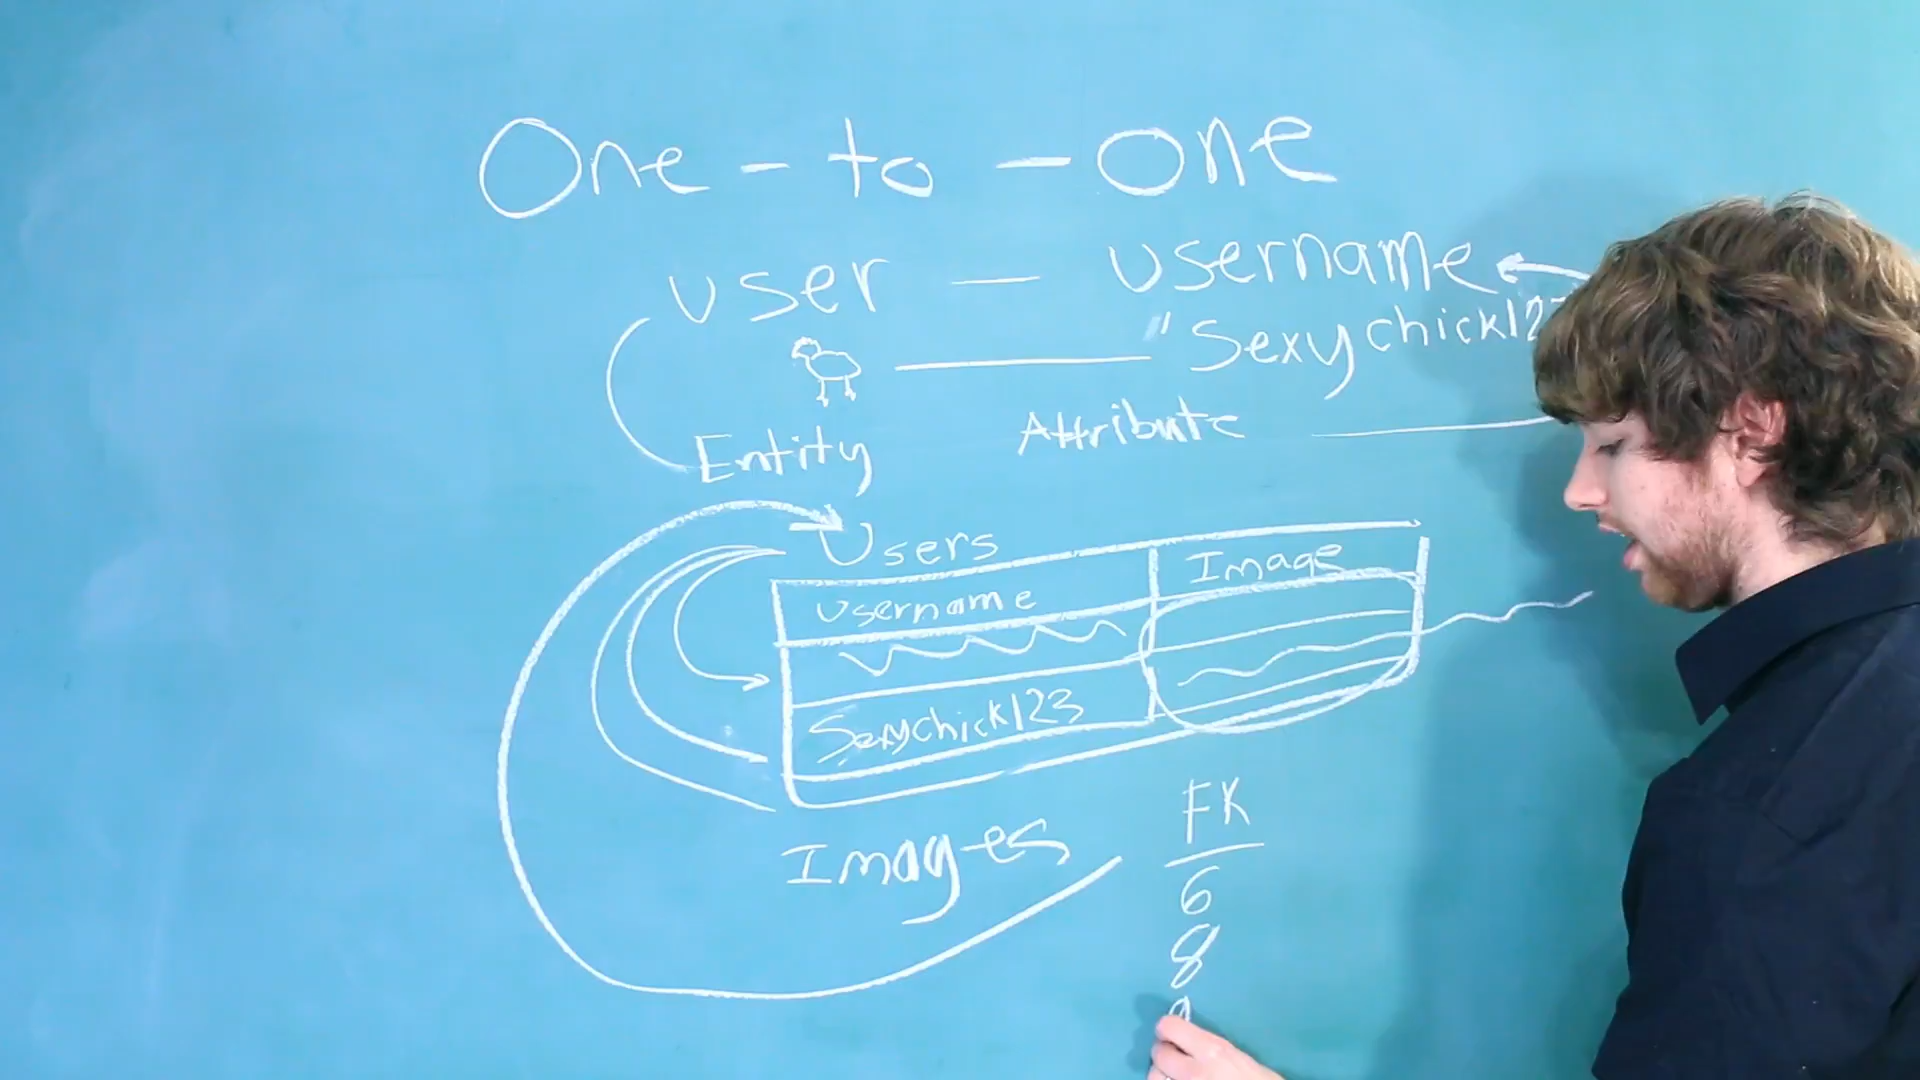 One-to-One
user — username
'Sexychick12
Entity
Attribute
Users
username
Image
Sexychick123
Images
FK
6
8